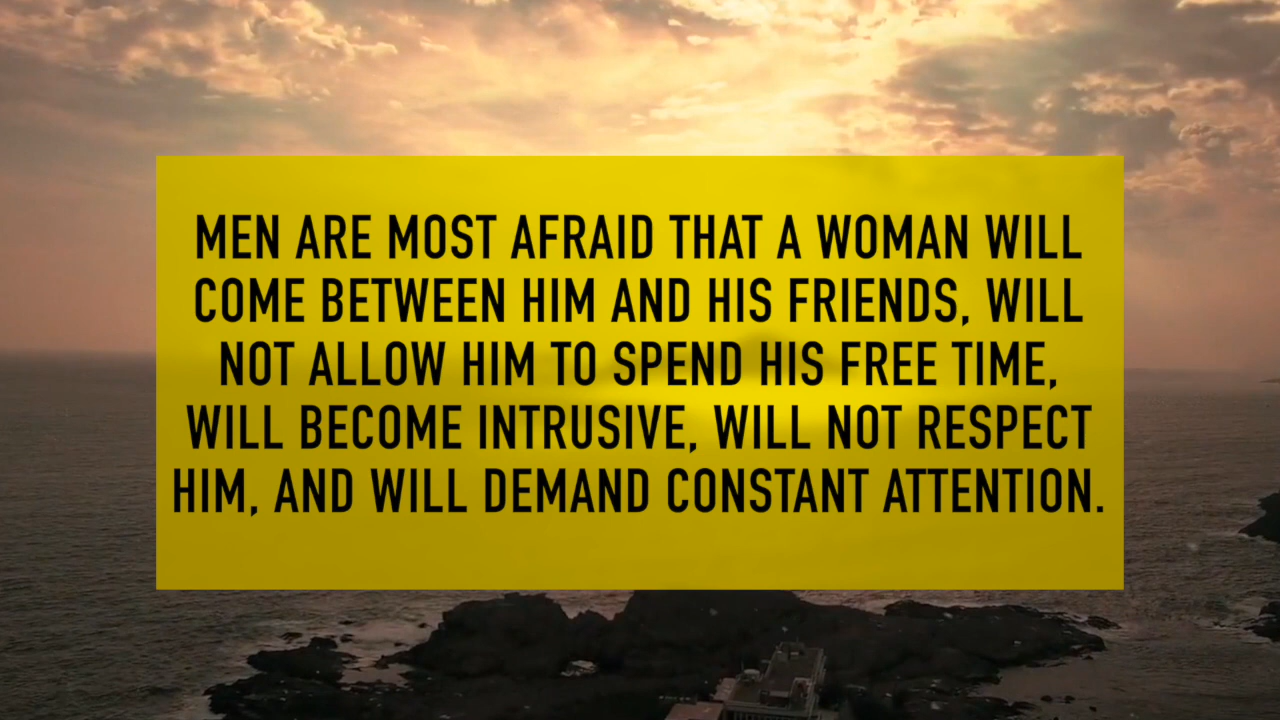 MEN ARE MOST AFRAID THAT A WOMAN WILL
COME BETWEEN HIM AND HIS FRIENDS, WILL
NOT ALLOW HIM TO SPEND HIS FREE TIME,
WILL BECOME INTRUSIVE, WILL NOT RESPECT
HIM, AND WILL DEMAND CONSTANT ATTENTION.